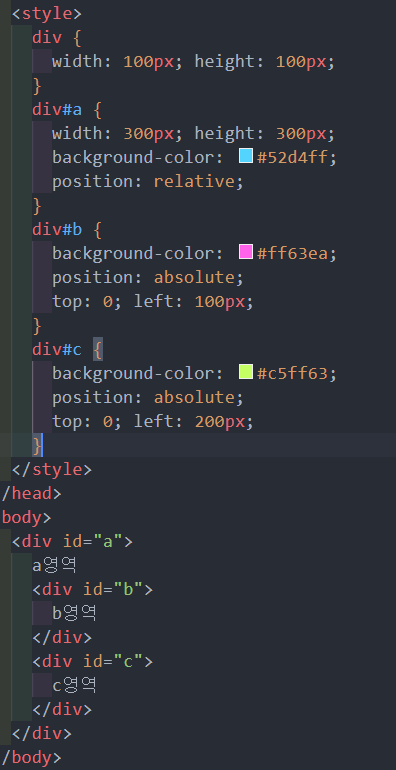 <style>
div {
width: 100px; height: 100px;
}
div#a {
width: 300px; height: 300px;
background-color: #52d4ff;
position: relative;
}
div#b {
background-color: #ff63ea;
position: absolute;
top: 0; left: 100px;
}
div#c {
background-color: #c5ff63;
position: absolute;
top: 0; left: 200px;
}
</style>
/head>
body>
<div id="a">
a영역
<div id="b">
b영역
</div>
<div id="c">
c영역
</div>
</div>
/body>